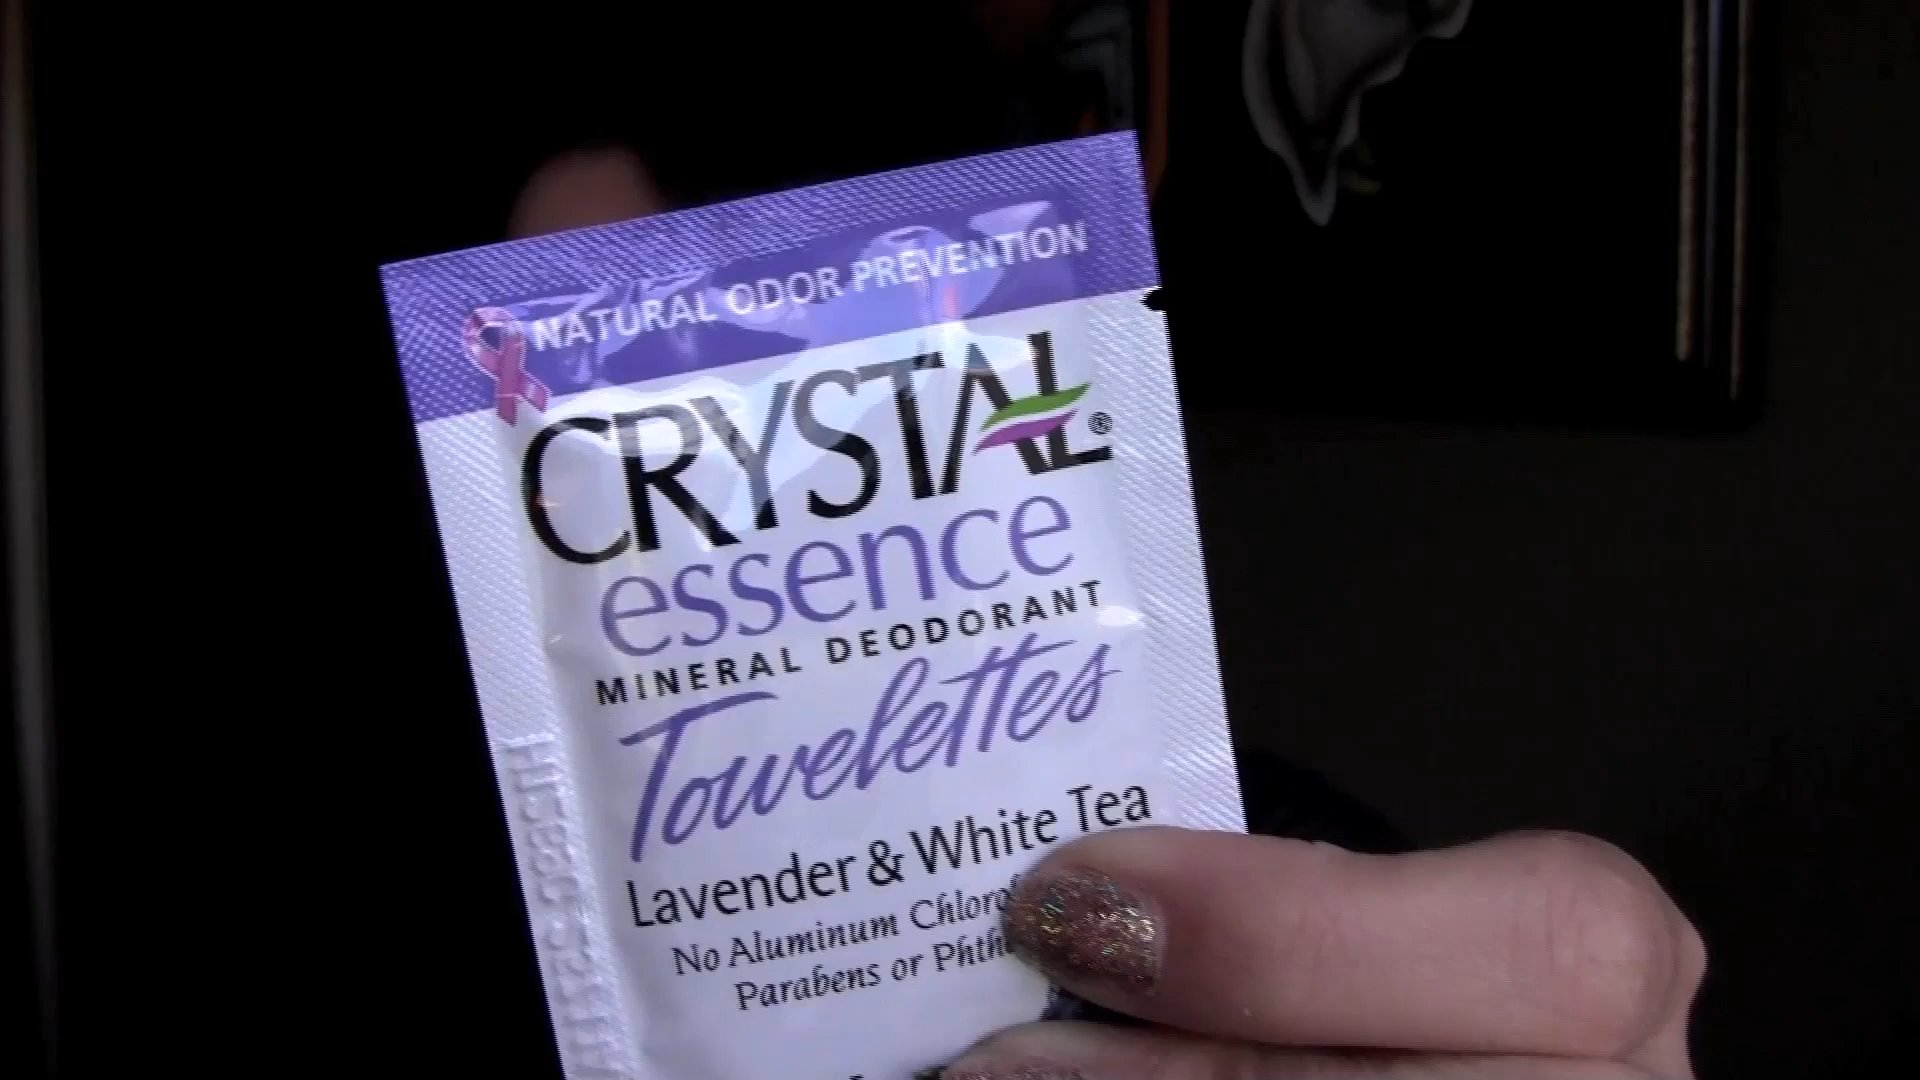 NATURAL ODOR PREVENTION
CRYSTAL®
essence
MINERAL DEODORANT
Towelettes
Lavender & White Tea
No Aluminum
Parabens or